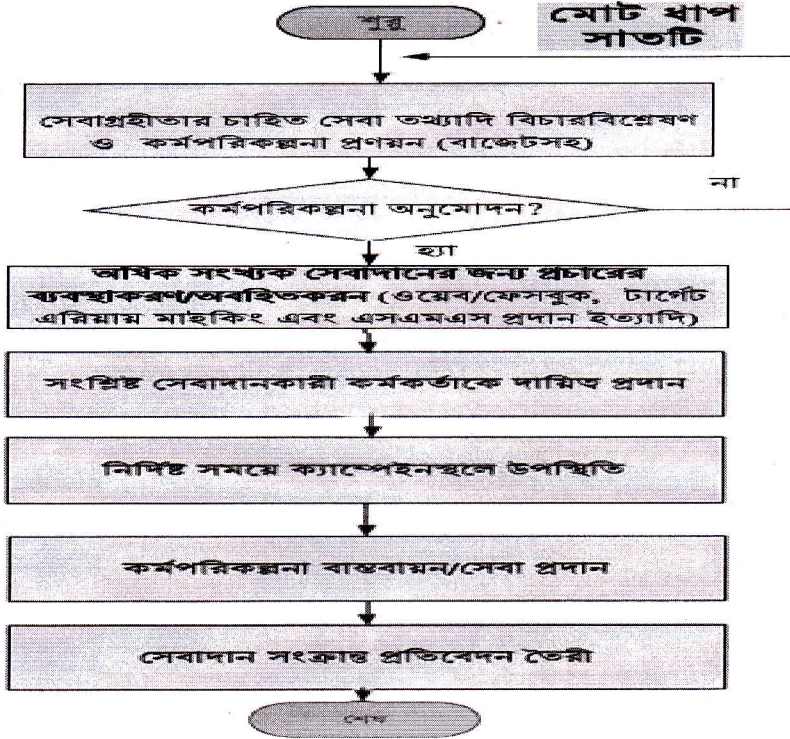 শুরু
মোট ধাপ
সাতটি
সেবাগ্রহীতার চাহিত সেবা তথ্যাদি বিচারবিশ্লেষণ
ও কর্মপরিকল্পনা প্রণয়ন (বাজেটসহ)
না
কর্মপরিকল্পনা অনুমোদন?
হ্যা
অধিক সংখ্যক সেবাদানের জন্য প্রচারের
ব্যবস্থাকরণ/অবহিতকরন (ওয়েব/ফেসবুক, টার্গেট
এরিয়ায় মাইকিং এবং এসএমএস প্রদান ইত্যাদি)
সংশ্লিষ্ট সেবাদানকারী কর্মকর্তাকে দায়িত্ব প্রদান
নির্দিষ্ট সময়ে ক্যাম্পেইনস্থলে উপস্থিতি
কর্মপরিকল্পনা বাস্তবায়ন/সেবা প্রদান
সেবাদান সংক্রান্ত প্রতিবেদন তৈরী
শেষ